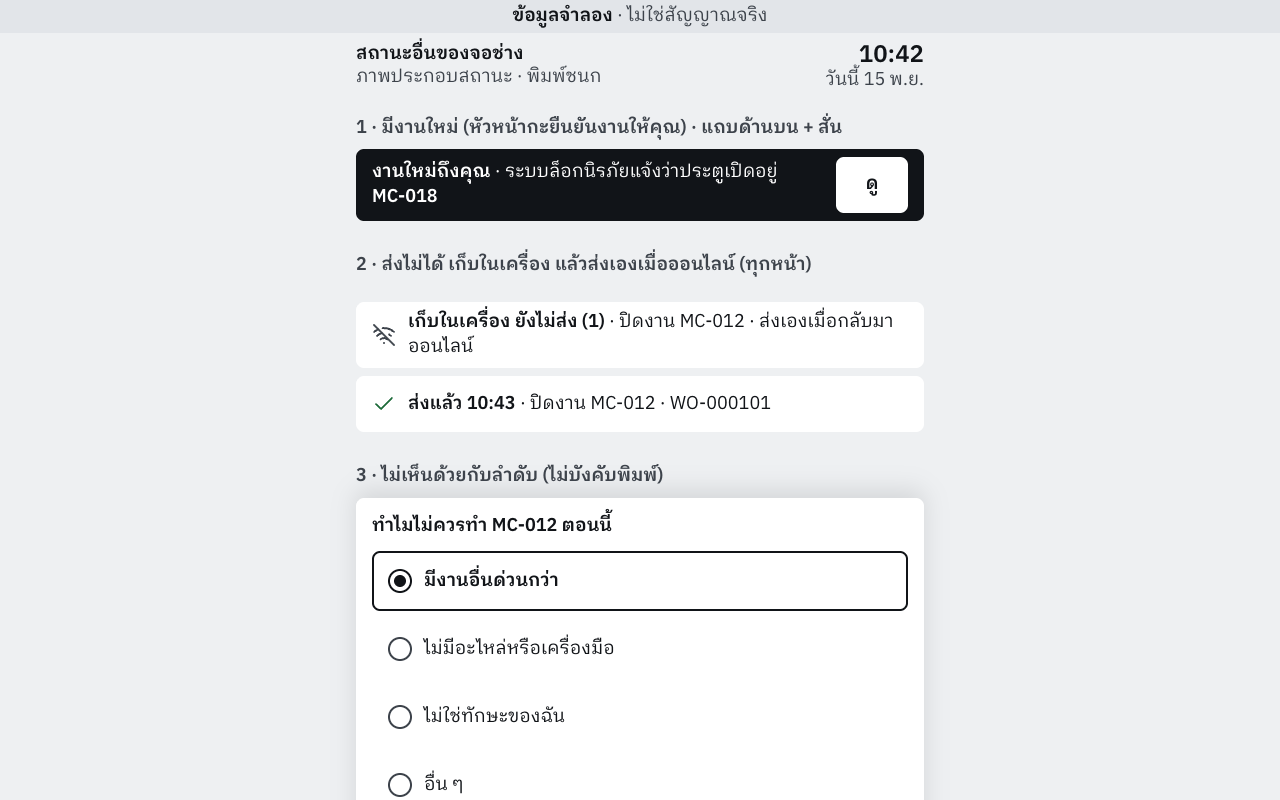 ข้อมูลจำลอง · ไม่ใช่สัญญาณจริง
สถานะอื่นของจอช่าง
10:42
ภาพประกอบสถานะ · พิมพ์ชนก
วันนี้ 15 พ.ย.
1 · มีงานใหม่ (หัวหน้ากะยืนยันงานให้คุณ) · แถบด้านบน + สั่น
งานใหม่ถึงคุณ · ระบบล็อกนิรภัยแจ้งว่าประตูเปิดอยู่
MC-018
ดู
2 · ส่งไม่ได้ เก็บในเครื่อง แล้วส่งเองเมื่อออนไลน์ (ทุกหน้า)
เก็บในเครื่อง ยังไม่ส่ง (1) · ปิดงาน MC-012 · ส่งเองเมื่อกลับมา
ออนไลน์
ส่งแล้ว 10:43 · ปิดงาน MC-012 · WO-000101
3 · ไม่เห็นด้วยกับลำดับ (ไม่บังคับพิมพ์)
ทำไมไม่ควรทำ MC-012 ตอนนี้
มีงานอื่นด่วนกว่า
ไม่มีอะไหล่หรือเครื่องมือ
ไม่ใช่ทักษะของฉัน
อื่น ๆ